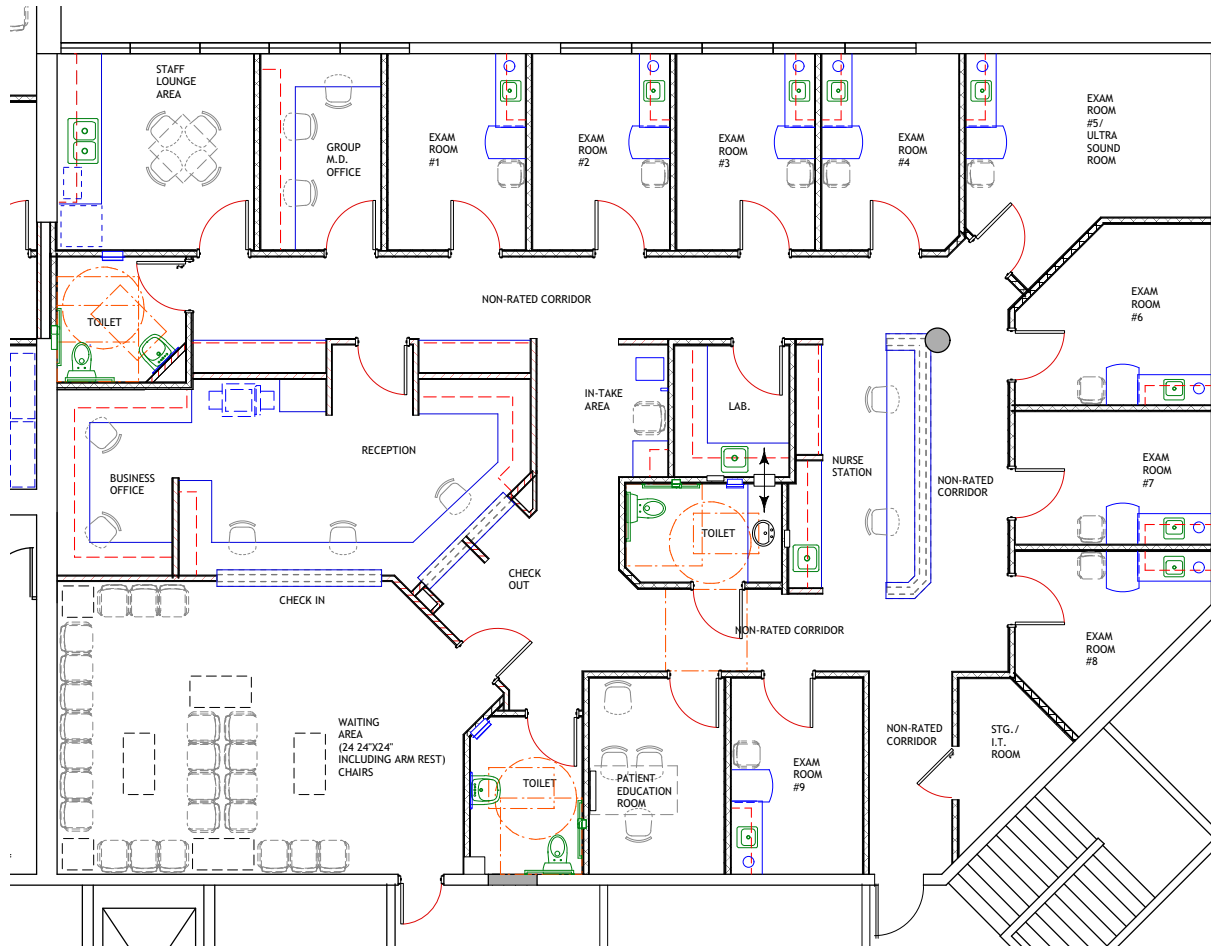 STAFF
LOUNGE
AREA
GROUP
M.D.
OFFICE
EXAM
ROOM
#1
EXAM
ROOM
#2
EXAM
ROOM
#3
EXAM
ROOM
#4
EXAM
ROOM
#5/
ULTRA
SOUND
ROOM
TOILET
NON-RATED CORRIDOR
EXAM
ROOM
#6
IN-TAKE
AREA
LAB.
RECEPTION
BUSINESS
OFFICE
NURSE
STATION
NON-RATED
CORRIDOR
EXAM
ROOM
#7
TOILET
CHECK
OUT
CHECK IN
NON-RATED CORRIDOR
EXAM
ROOM
#8
WAITING
AREA
(24 24"X24"
INCLUDING ARM REST)
CHAIRS
TOILET
PATIENT
EDUCATION
ROOM
EXAM
ROOM
#9
NON-RATED
CORRIDOR
STG./
I.T.
ROOM